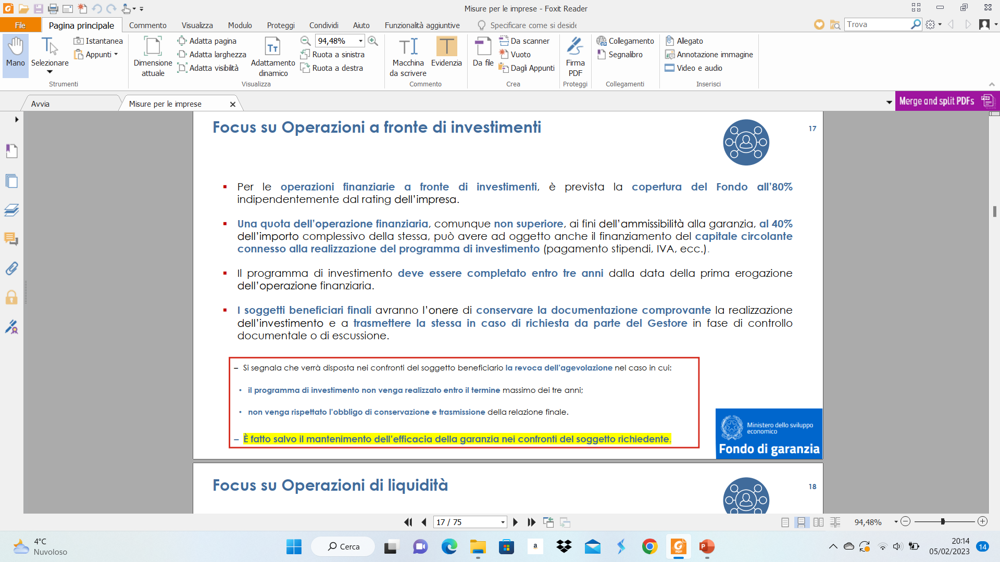 Misure per le imprese - Foxit Reader
File
Pagina principale
Commento
Visualizza
Modulo
Proteggi
Condividi
Aiuto
Funzionalità aggiuntive
Specificare come si deside
Trova
Mano
Selezionare
Istantanea
Appunti
Strumenti
Dimensione
attuale
Adatta pagina
Adatta larghezza
Adatta visibilità
Adattamento
dinamico
94,48%
Ruota a sinistra
Ruota a destra
Visualizza
Macchina
da scrivere
Evidenzia
Commento
Da file
Da scanner
Vuoto
Dagli Appunti
Crea
Firma
PDF
Proteggi
Collegamento
Segnalibro
Collegamenti
Allegato
Annotazione immagine
Video e audio
Inserisci
Avvia
Misure per le imprese
Merge and split PDFs
Focus su Operazioni a fronte di investimenti
17
Per le operazioni finanziarie a fronte di investimenti, è prevista la copertura del Fondo all’80%
indipendentemente dal rating dell’impresa.
Una quota dell’operazione finanziaria, comunque non superiore, ai fini dell’ammissibilità alla garanzia, al 40%
dell’importo complessivo della stessa, può avere ad oggetto anche il finanziamento del capitale circolante
connesso alla realizzazione del programma di investimento (pagamento stipendi, IVA, ecc.).
Il programma di investimento deve essere completato entro tre anni dalla data della prima erogazione
dell’operazione finanziaria.
I soggetti beneficiari finali avranno l’onere di conservare la documentazione comprovante la realizzazione
dell’investimento e a trasmettere la stessa in caso di richiesta da parte del Gestore in fase di controllo
documentale o di escussione.
– Si segnala che verrà disposta nei confronti del soggetto beneficiario la revoca dell’agevolazione nel caso in cui:
• il programma di investimento non venga realizzato entro il termine massimo dei tre anni;
• non venga rispettato l’obbligo di conservazione e trasmissione della relazione finale.
– È fatto salvo il mantenimento dell’efficacia della garanzia nei confronti del soggetto richiedente.
Ministero dello sviluppo
economico
Fondo di garanzia
Focus su Operazioni di liquidità
18
17 / 75
94,48%
4°C
Nuvoloso
Cerca
20:14
05/02/2023
14